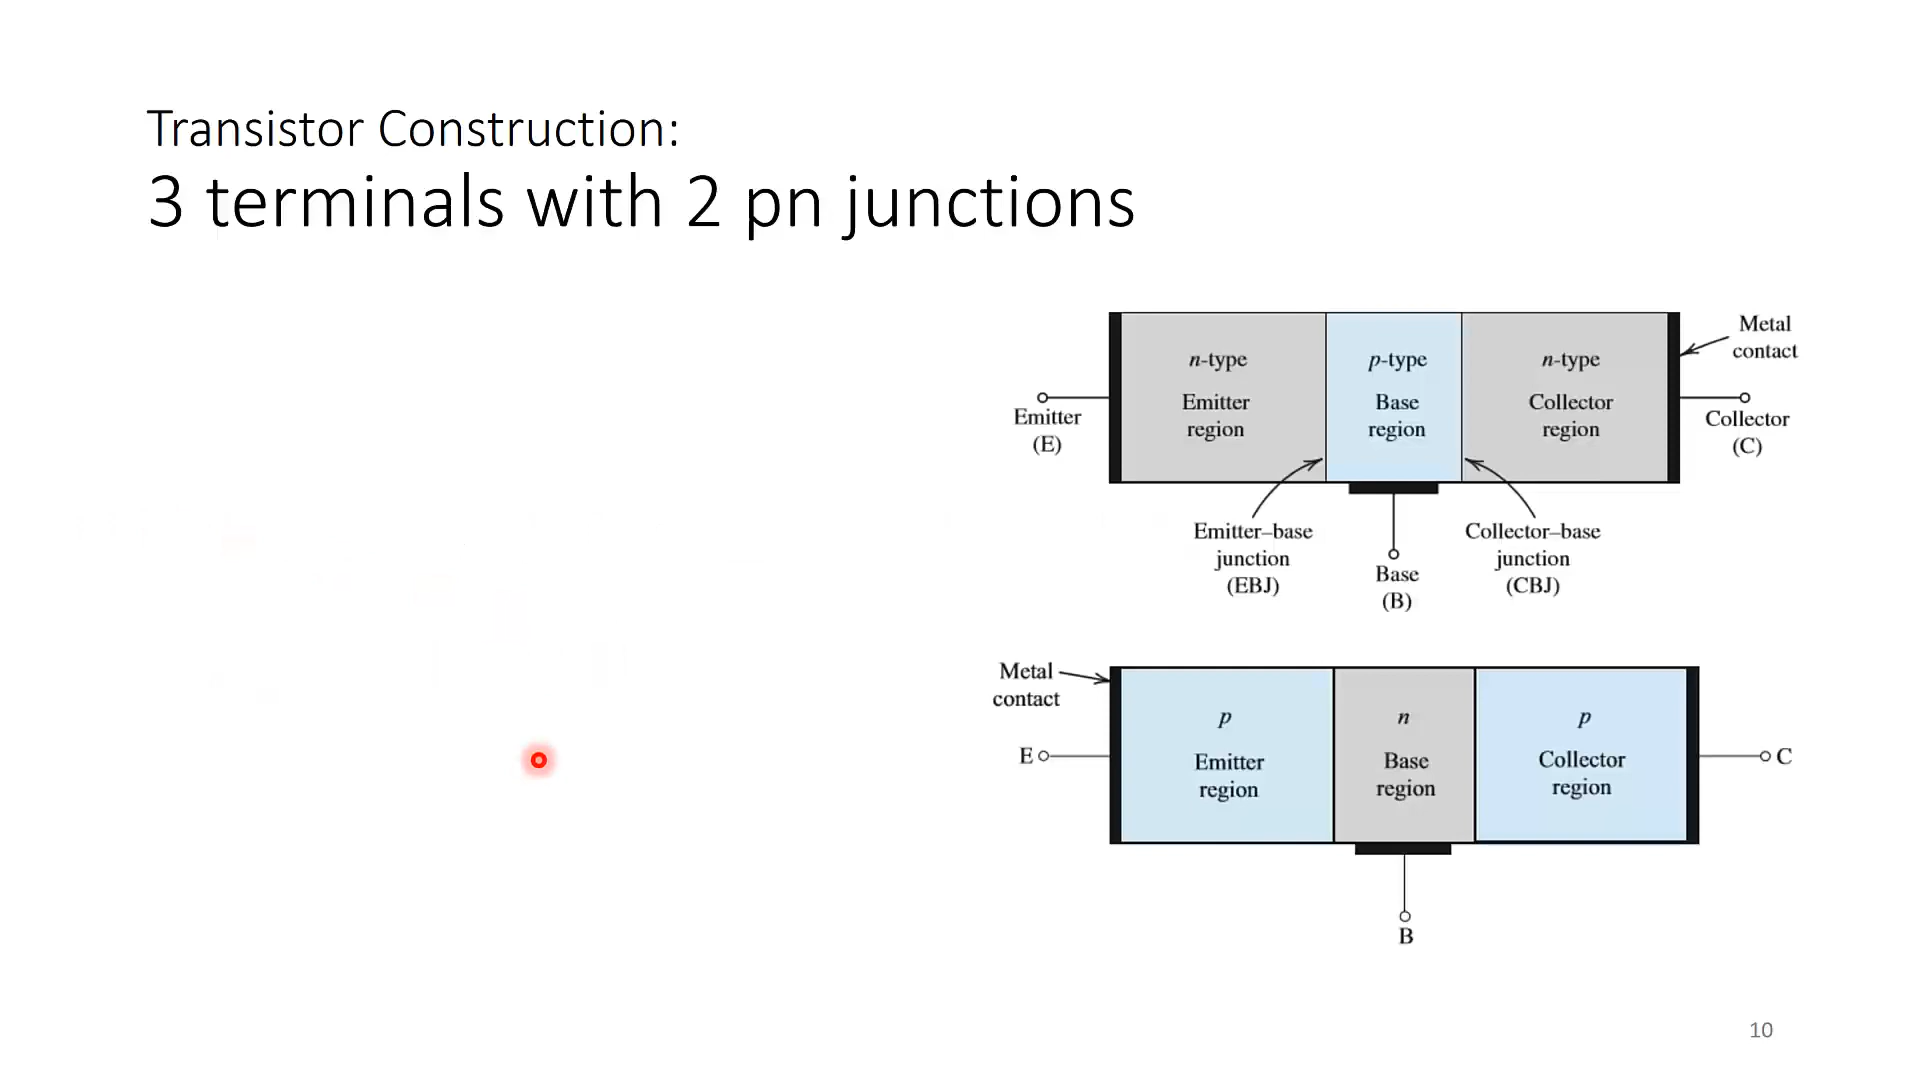 Transistor Construction:
3 terminals with 2 pn junctions
Metal
contact
n-type
p-type
n-type
Emitter
region
Base
region
Collector
region
Emitter
(E)
Collector
(C)
Emitter–base
junction
(EBJ)
Base
(B)
Collector–base
junction
(CBJ)
Metal
contact
p
n
p
E
Emitter
region
Base
region
Collector
region
C
B
10